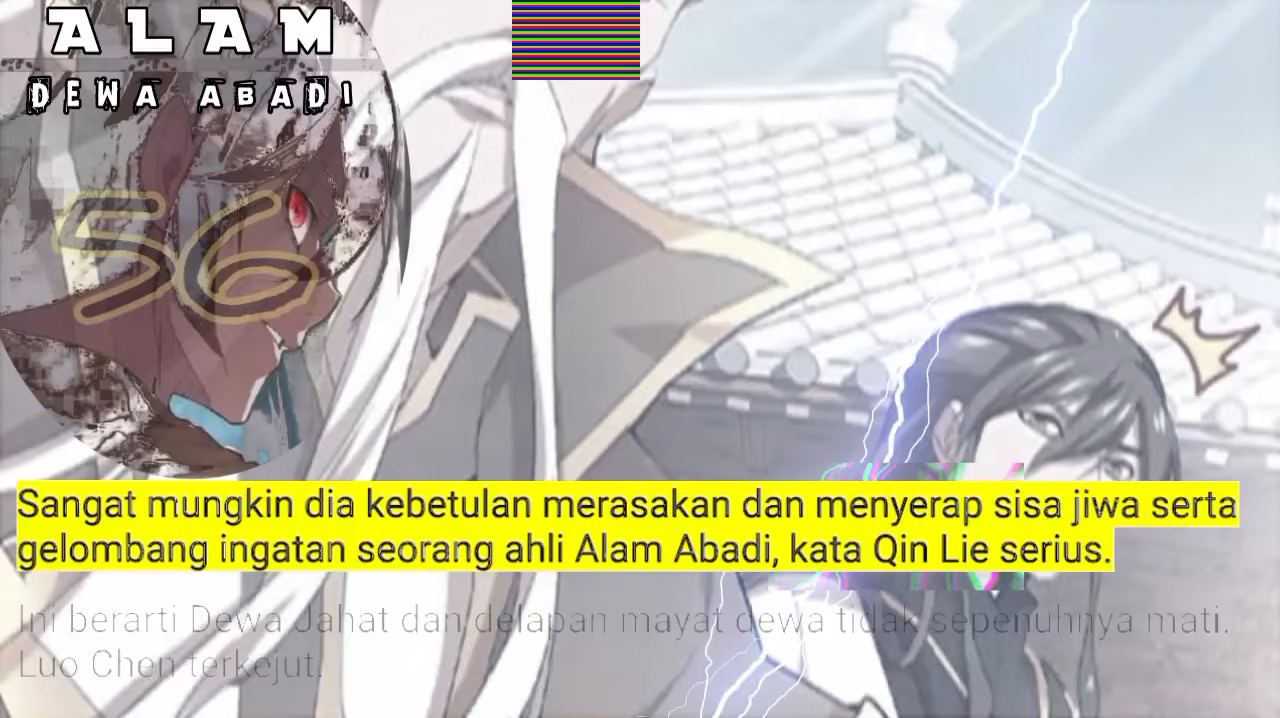 ALAM
DEWA ABADI
56
Sangat mungkin dia kebetulan merasakan dan menyerap sisa jiwa serta
gelombang ingatan seorang ahli Alam Abadi, kata Qin Lie serius.
Ini berarti Dewa Jahat dan delapan mayat dewa tidak sepenuhnya mati.
Luo Chen terkejut.